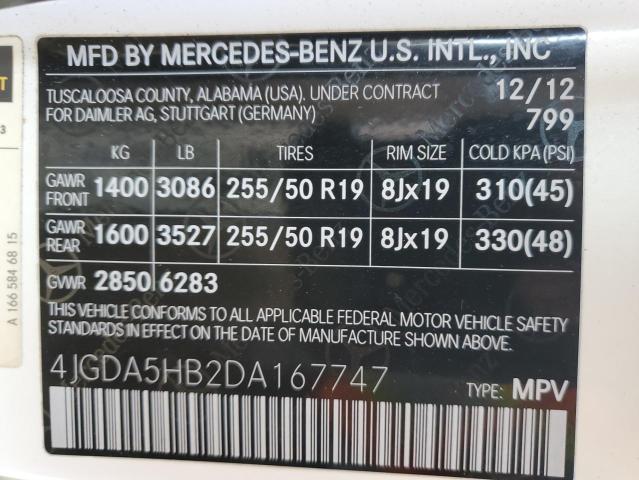 MFD BY MERCEDES-BENZ U.S. INTL., INC
TUSCALOOSA COUNTY, ALABAMA (USA). UNDER CONTRACT 12/12
FOR DAIMLER AG, STUTTGART (GERMANY) 799
KG LB TIRES RIM SIZE COLD KPA (PSI)
GAWR FRONT 1400 3086 255/50 R19 8Jx19 310(45)
GAWR REAR 1600 3527 255/50 R19 8Jx19 330(48)
GVWR 2850 6283
THIS VEHICLE CONFORMS TO ALL APPLICABLE FEDERAL MOTOR VEHICLE SAFETY
STANDARDS IN EFFECT ON THE DATE OF MANUFACTURE SHOWN ABOVE.
4JGDA5HB2DA167747
TYPE: MPV
A 166 584 68 15